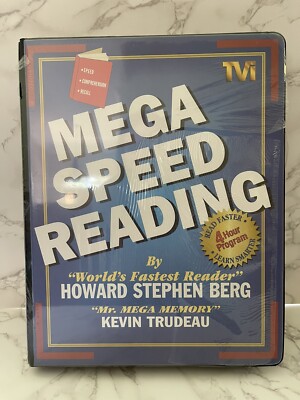 • SPEED
• COMPREHENSION
• RECALL
TVi
MEGA
SPEED
READING
READ FASTER
4 Hour
Program
LEARN SMARTER
By
"World's Fastest Reader"
HOWARD STEPHEN BERG
"Mr. MEGA MEMORY"
KEVIN TRUDEAU